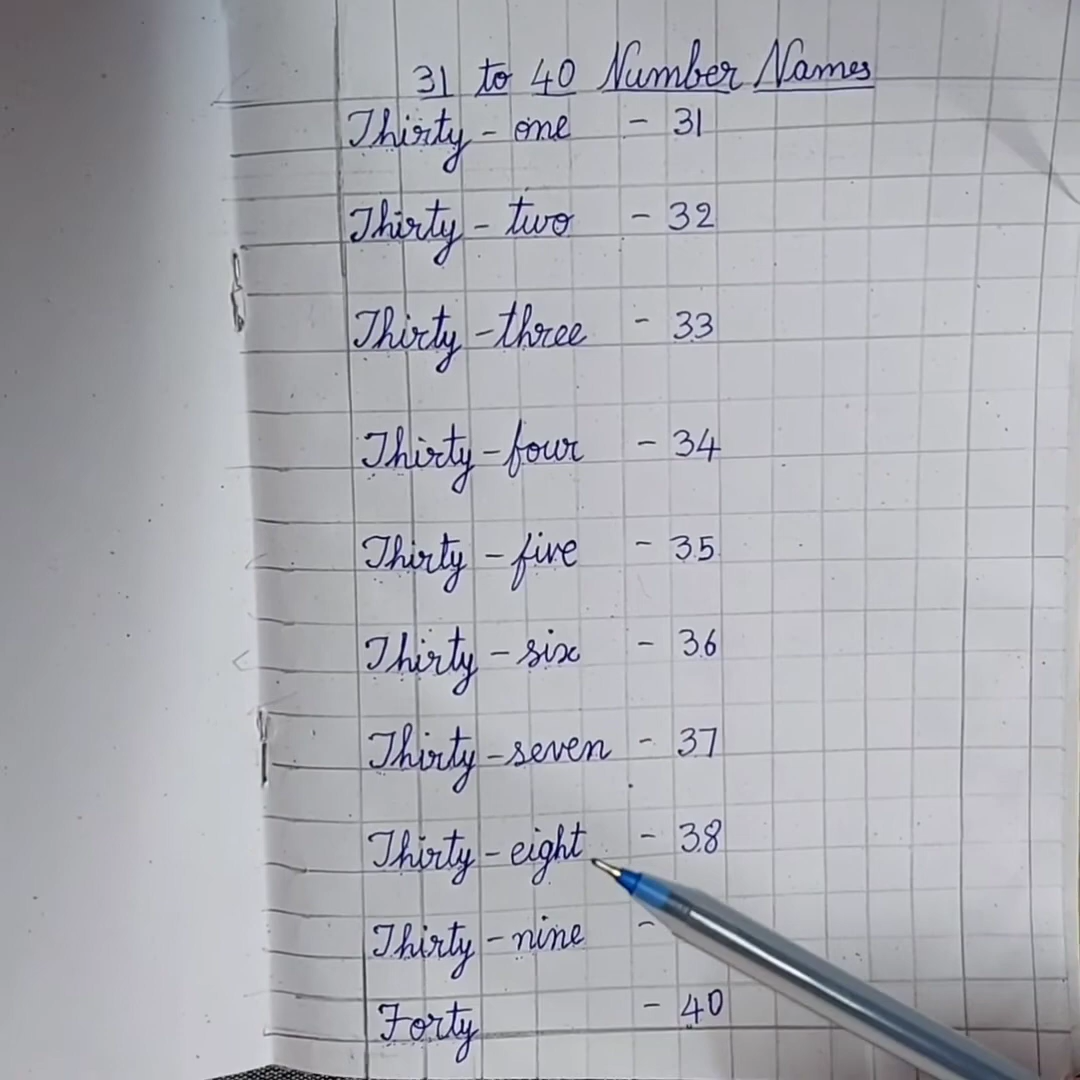 31 to 40 Number Names
Thirty - one - 31
Thirty - two - 32
Thirty - three - 33
Thirty - four - 34
Thirty - five - 35
Thirty - six - 36
Thirty - seven - 37
Thirty - eight - 38
Thirty - nine -
Forty - 40